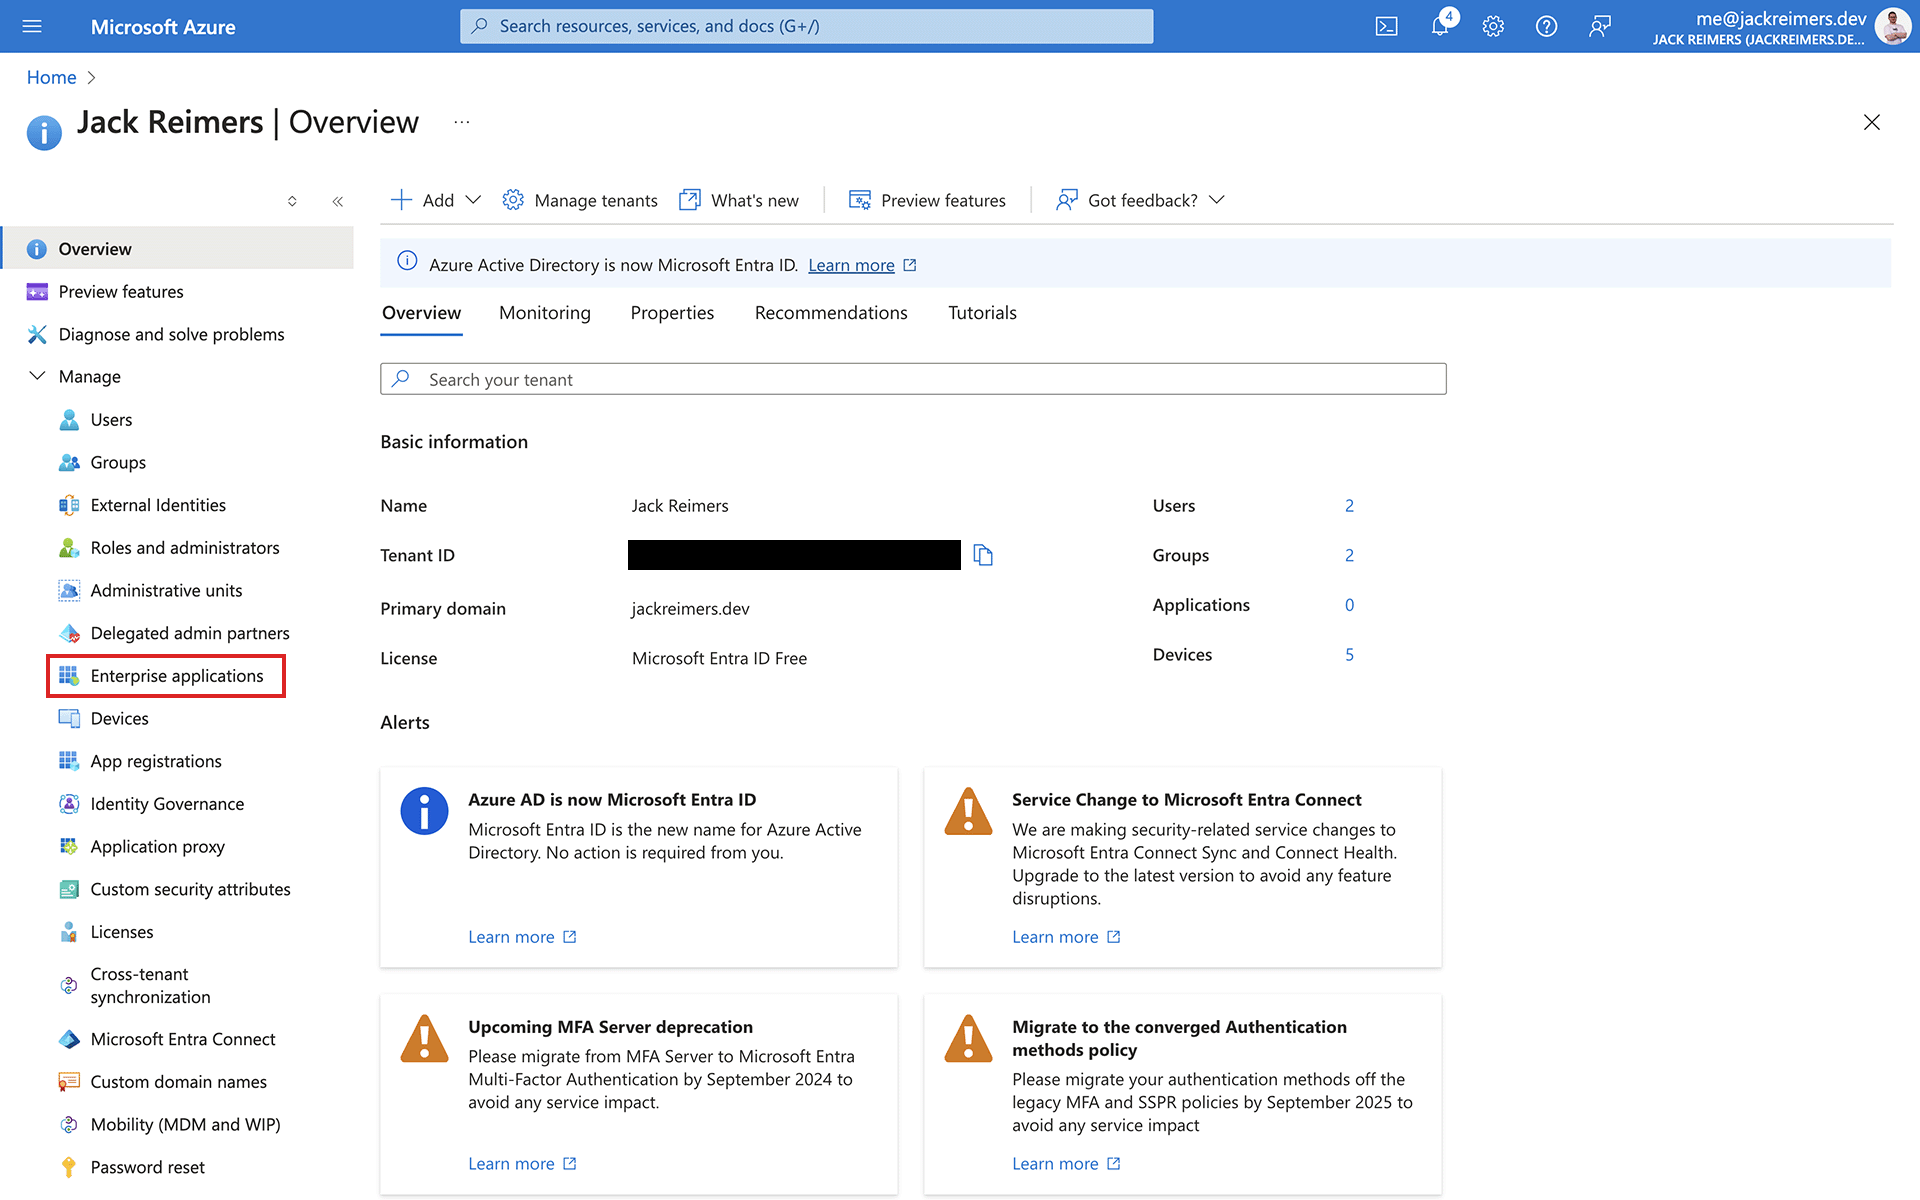 Microsoft Azure
Search resources, services, and docs (G+/)
4
me@jackreimers.dev
JACK REIMERS (JACKREIMERS.DE...
Home
Jack Reimers | Overview
...
Add
Manage tenants
What's new
Preview features
Got feedback?
Overview
Preview features
Diagnose and solve problems
Manage
Users
Groups
External Identities
Roles and administrators
Administrative units
Delegated admin partners
Enterprise applications
Devices
App registrations
Identity Governance
Application proxy
Custom security attributes
Licenses
Cross-tenant
synchronization
Microsoft Entra Connect
Custom domain names
Mobility (MDM and WIP)
Password reset
Azure Active Directory is now Microsoft Entra ID. Learn more
Overview
Monitoring
Properties
Recommendations
Tutorials
Search your tenant
Basic information
Name
Jack Reimers
Tenant ID
Primary domain
jackreimers.dev
License
Microsoft Entra ID Free
Users
2
Groups
2
Applications
0
Devices
5
Alerts
Azure AD is now Microsoft Entra ID
Microsoft Entra ID is the new name for Azure Active
Directory. No action is required from you.
Learn more
Service Change to Microsoft Entra Connect
We are making security-related service changes to
Microsoft Entra Connect Sync and Connect Health.
Upgrade to the latest version to avoid any feature
disruptions.
Learn more
Upcoming MFA Server deprecation
Please migrate from MFA Server to Microsoft Entra
Multi-Factor Authentication by September 2024 to
avoid any service impact.
Learn more
Migrate to the converged Authentication
methods policy
Please migrate your authentication methods off the
legacy MFA and SSPR policies by September 2025 to
avoid any service impact
Learn more